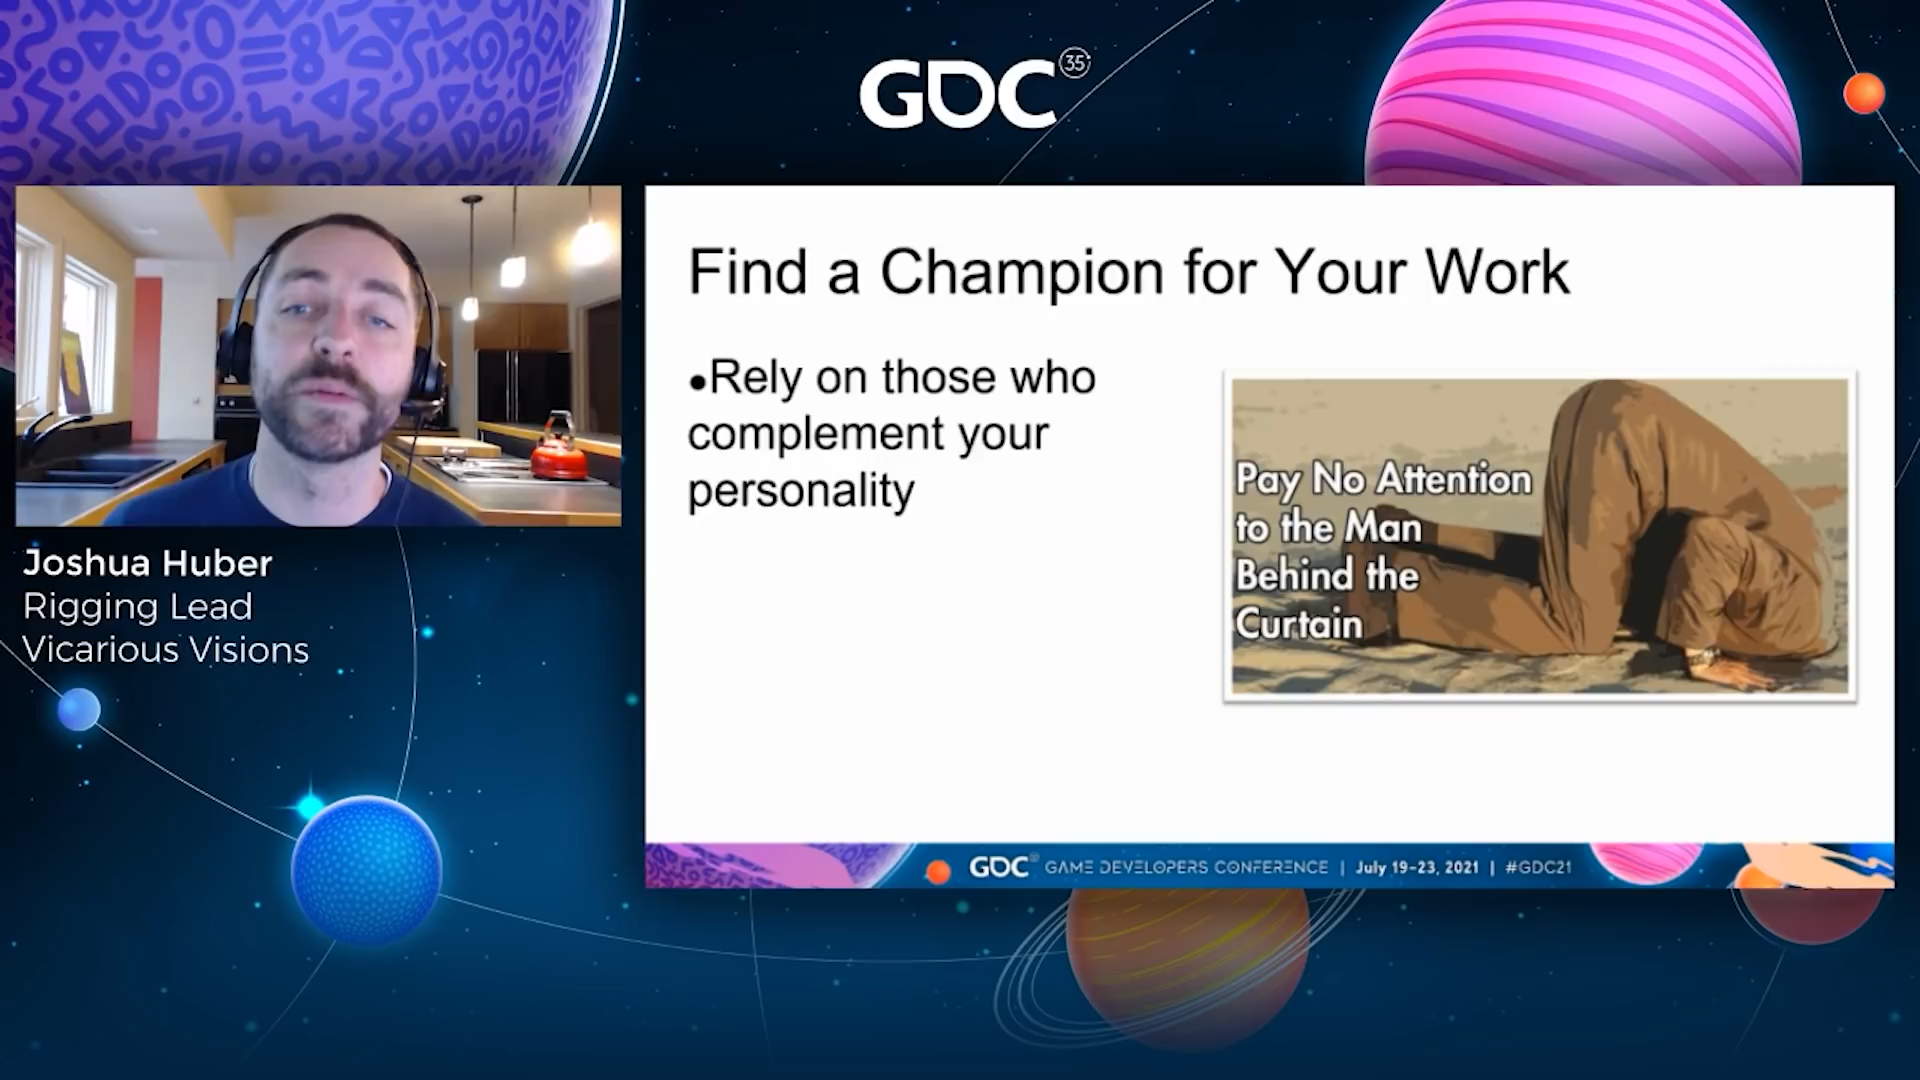 GDC 35
Find a Champion for Your Work
•Rely on those who
complement your
personality
Pay No Attention
to the Man
Behind the
Curtain
Joshua Huber
Rigging Lead
Vicarious Visions
GDC GAME DEVELOPERS CONFERENCE | July 19-23, 2021 | #GDC21